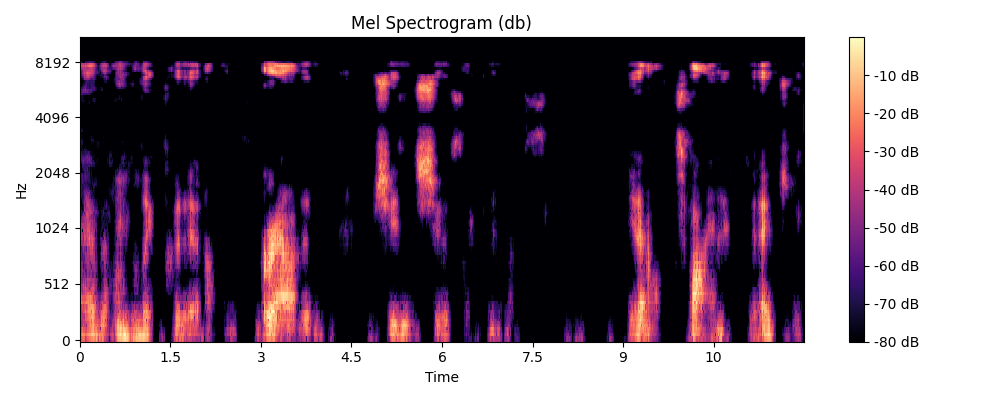 Mel Spectrogram (db)
8192
4096
2048
1024
512
0
Hz
0 1.5 3 4.5 6 7.5 9 10
Time
-10 dB
-20 dB
-30 dB
-40 dB
-50 dB
-60 dB
-70 dB
-80 dB